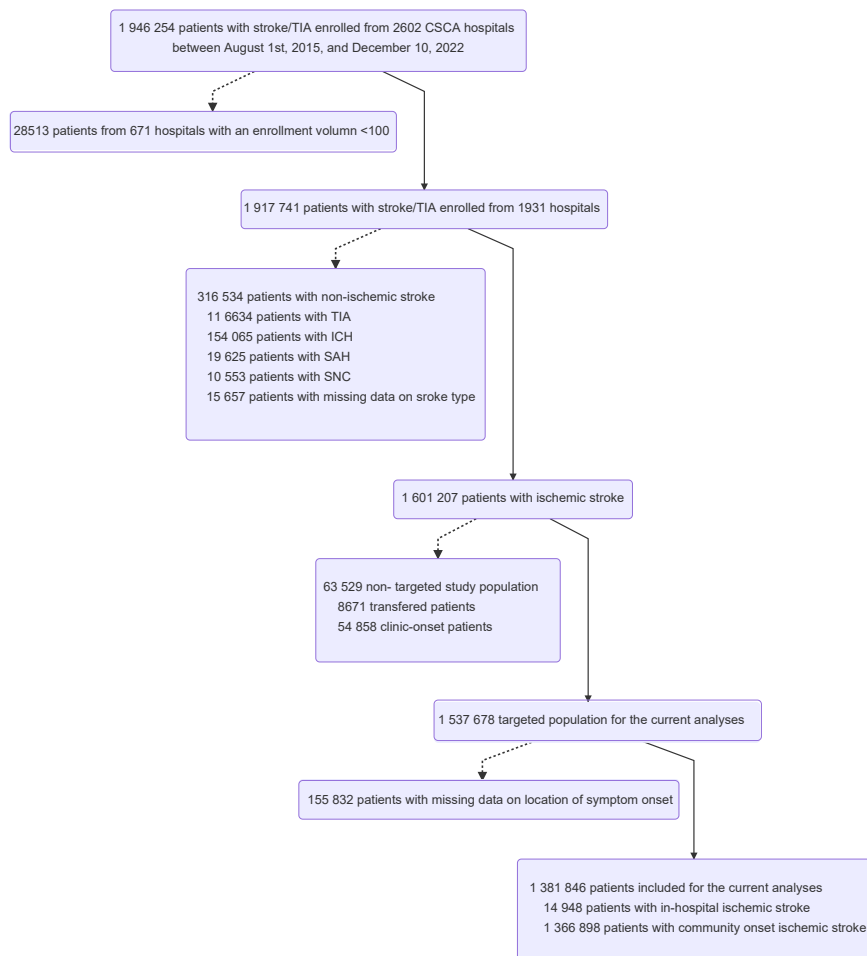 1 946 254 patients with stroke/TIA enrolled from 2602 CSCA hospitals
between August 1st, 2015, and December 10, 2022
28513 patients from 671 hospitals with an enrollment volumn <100
1 917 741 patients with stroke/TIA enrolled from 1931 hospitals
316 534 patients with non-ischemic stroke
11 6634 patients with TIA
154 065 patients with ICH
19 625 patients with SAH
10 553 patients with SNC
15 657 patients with missing data on sroke type
1 601 207 patients with ischemic stroke
63 529 non- targeted study population
8671 transfered patients
54 858 clinic-onset patients
1 537 678 targeted population for the current analyses
155 832 patients with missing data on location of symptom onset
1 381 846 patients included for the current analyses
14 948 patients with in-hospital ischemic stroke
1 366 898 patients with community onset ischemic stroke